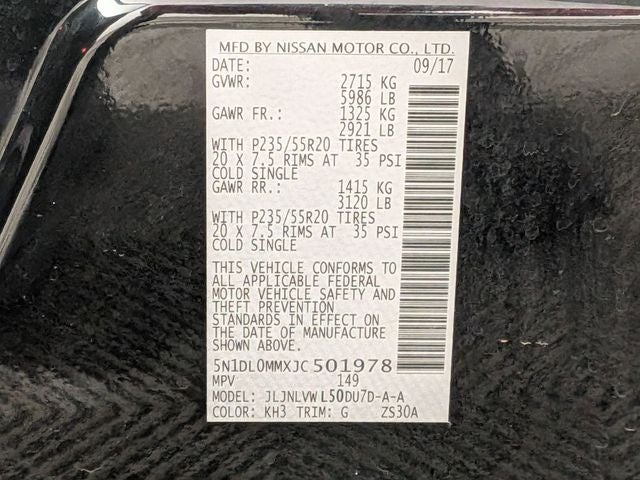 MFD BY NISSAN MOTOR CO., LTD.
DATE: 09/17
GVWR: 2715 KG
5986 LB
GAWR FR.: 1325 KG
2921 LB
WITH P235/55R20 TIRES
20 X 7.5 RIMS AT 35 PSI
COLD SINGLE
GAWR RR.: 1415 KG
3120 LB
WITH P235/55R20 TIRES
20 X 7.5 RIMS AT 35 PSI
COLD SINGLE
THIS VEHICLE CONFORMS TO
ALL APPLICABLE FEDERAL
MOTOR VEHICLE SAFETY AND
THEFT PREVENTION
STANDARDS IN EFFECT ON
THE DATE OF MANUFACTURE
SHOWN ABOVE.
5N1DL0MMXJC501978
MPV 149
MODEL: JLJNLVW L50DU7D-A-A
COLOR: KH3 TRIM: G ZS30A